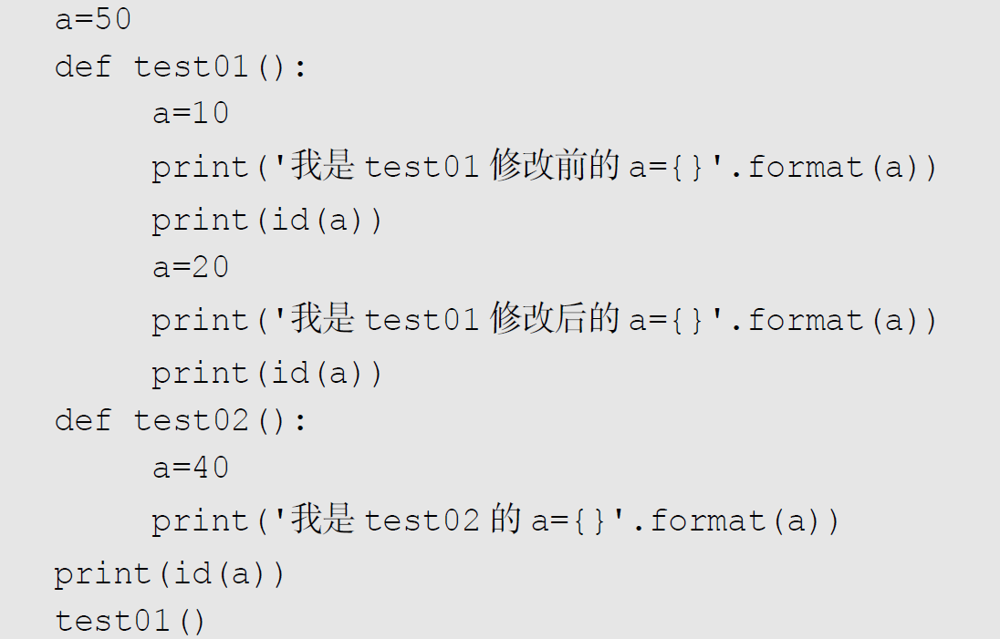 a=50
def test01():
     a=10
     print('我是test01修改前的a={}'.format(a))
     print(id(a))
     a=20
     print('我是test01修改后的a={}'.format(a))
     print(id(a))
def test02():
     a=40
     print('我是test02的a={}'.format(a))
print(id(a))
test01()